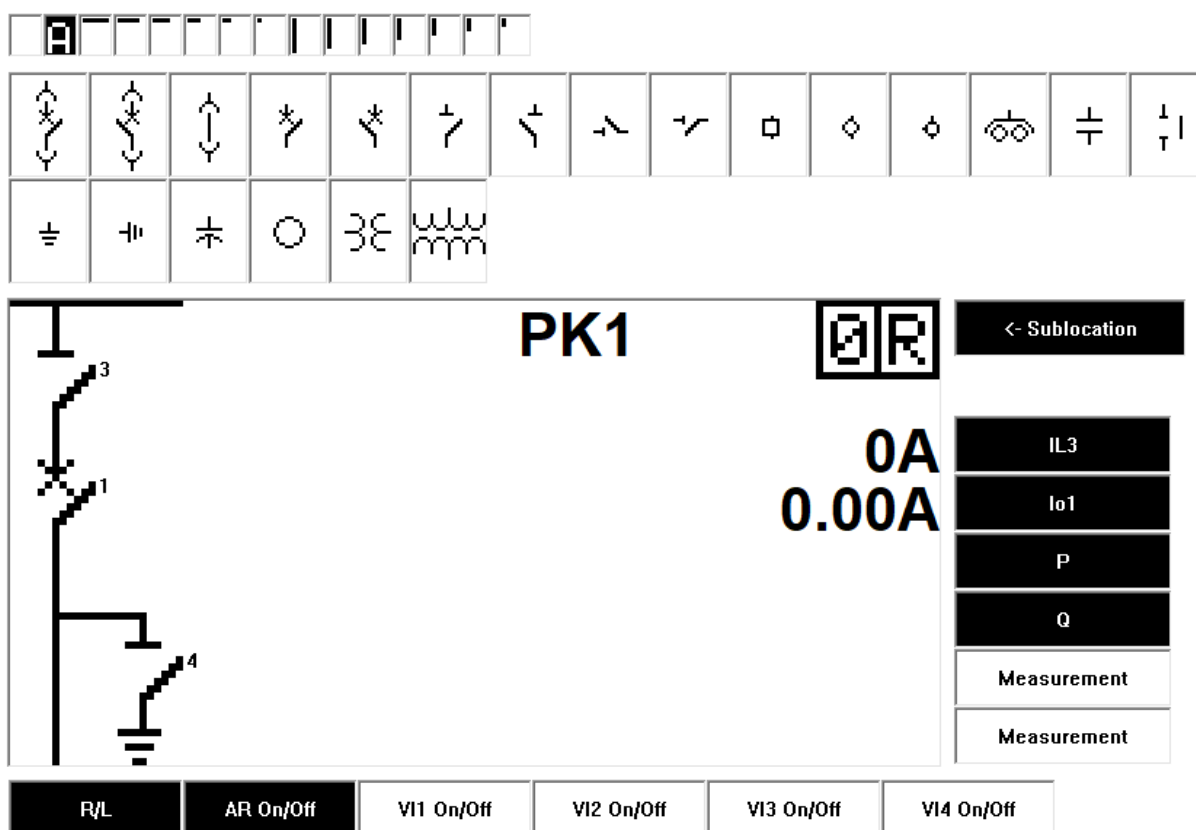 A
PK1
0R
<- Sublocation
3
0A
IL3
1
0.00A
Io1
P
Q
4
Measurement
Measurement
R/L
AR On/Off
VI1 On/Off
VI2 On/Off
VI3 On/Off
VI4 On/Off